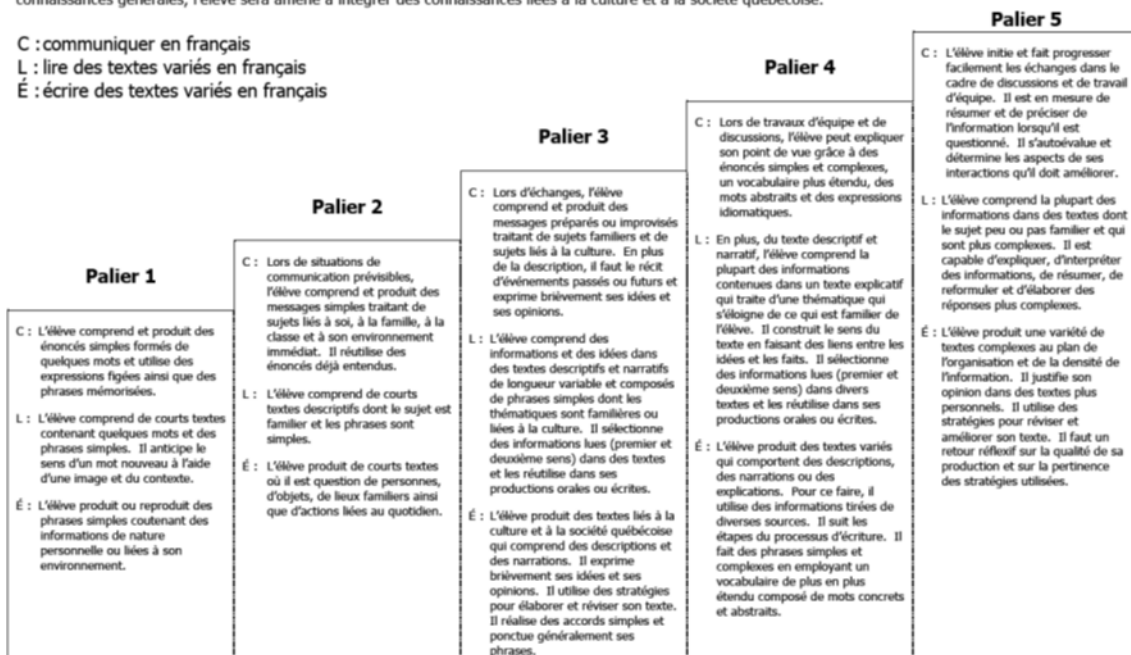 connaissances générales, l'élève sera amené à intégrer des connaissances liées à la culture et à la société québécoise.
C : communiquer en français
L : lire des textes variés en français
É : écrire des textes variés en français
Palier 1
C : L'élève comprend et produit des
énoncés simples formés de
quelques mots et utilise des
expressions figées ainsi que des
phrases mémorisées.
L : L'élève comprend de courts textes
contenant quelques mots et des
phrases simples. Il anticipe le
sens d'un mot nouveau à l'aide
d'une image et du contexte.
É : L'élève produit ou reproduit des
phrases simples coutenant des
informations de nature
personnelle ou liées à son
environnement.
Palier 2
C : Lors de situations de
communication prévisibles,
l'élève comprend et produit des
messages simples traitant de
sujets liés à soi, à la famille, à la
classe et à son environnement
immédiat. Il réutilise des
énoncés déjà entendus.
L : L'élève comprend de courts
textes descriptifs dont le sujet est
familier et les phrases sont
simples.
É : L'élève produit de courts textes
où il est question de personnes,
d'objets, de lieux familiers ainsi
que d'actions liées au quotidien.
Palier 3
C : Lors d'échanges, l'élève
comprend et produit des
messages préparés ou improvisés
traitant de sujets familiers et de
sujets liés à la culture. En plus
de la description, il faut le récit
d'événements passés ou futurs et
exprime brièvement ses idées et
ses opinions.
L : L'élève comprend des
informations et des idées dans
des textes descriptifs et narratifs
de longueur variable et composés
de phrases simples dont les
thématiques sont familières ou
liées à la culture. Il sélectionne
des informations lues (premier et
deuxième sens) dans des textes
et les réutilise dans ses
productions orales ou écrites.
É : L'élève produit des textes liés à la
culture et à la société québécoise
qui comprend des descriptions et
des narrations. Il exprime
brièvement ses idées et ses
opinions. Il utilise des stratégies
pour élaborer et réviser son texte.
Il réalise des accords simples et
ponctue généralement ses
phrases.
Palier 4
C : Lors de travaux d'équipe et de
discussions, l'élève peut expliquer
son point de vue grâce à des
énoncés simples et complexes,
un vocabulaire plus étendu, des
mots abstraits et des expressions
idiomatiques.
L : En plus, du texte descriptif et
narratif, l'élève comprend la
plupart des informations
contenues dans un texte explicatif
qui traite d'une thématique qui
s'éloigne de ce qui est familier de
l'élève. Il construit le sens du
texte en faisant des liens entre les
idées et les faits. Il sélectionne
des informations lues (premier et
deuxième sens) dans divers
textes et les réutilise dans ses
productions orales ou écrites.
É : L'élève produit des textes variés
qui comportent des descriptions,
des narrations ou des
explications. Pour ce faire, il
utilise des informations tirées de
diverses sources. Il suit les
étapes du processus d'écriture. Il
fait des phrases simples et
complexes en employant un
vocabulaire de plus en plus
étendu composé de mots concrets
et abstraits.
Palier 5
C : L'élève initie et fait progresser
facilement les échanges dans le
cadre de discussions et de travail
d'équipe. Il est en mesure de
résumer et de préciser de
l'information lorsqu'il est
questionné. Il s'autoévalue et
détermine les aspects de ses
interactions qu'il doit améliorer.
L : L'élève comprend la plupart des
informations dans des textes dont
le sujet peu ou pas familier et qui
sont plus complexes. Il est
capable d'expliquer, d'interpréter
des informations, de résumer, de
reformuler et d'élaborer des
réponses plus complexes.
É : L'élève produit une variété de
textes complexes au plan de
l'organisation et de la densité de
l'information. Il justifie son
opinion dans des textes plus
personnels. Il utilise des
stratégies pour réviser et
améliorer son texte. Il faut un
retour réflexif sur la qualité de sa
production et sur la pertinence
des stratégies utilisées.